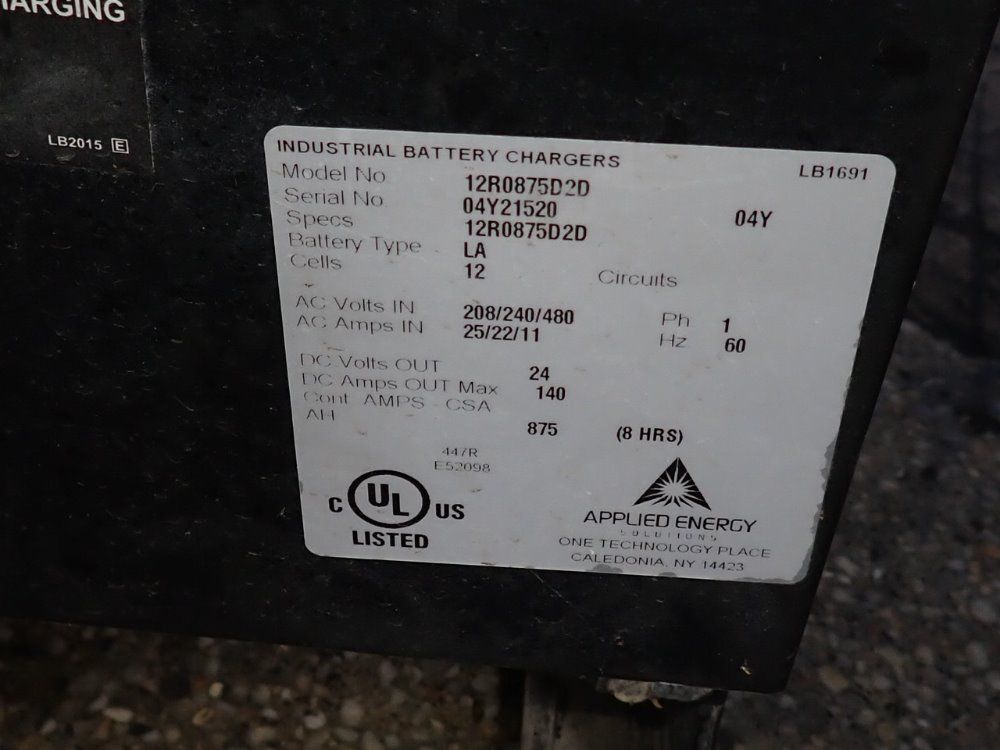 HARGING
LB2015 E
INDUSTRIAL BATTERY CHARGERS LB1691
Model No 12R0875D2D
Serial No 04Y21520 04Y
Specs 12R0875D2D
Battery Type LA
Cells 12 Circuits
AC Volts IN 208/240/480 Ph 1
AC Amps IN 25/22/11 Hz 60
DC Volts OUT 24
DC Amps OUT Max 140
Cont AMPS - CSA
AH 875 (8 HRS)
447R
E52098
C UL US
LISTED
APPLIED ENERGY
SOLUTIONS
ONE TECHNOLOGY PLACE
CALEDONIA, NY 14423